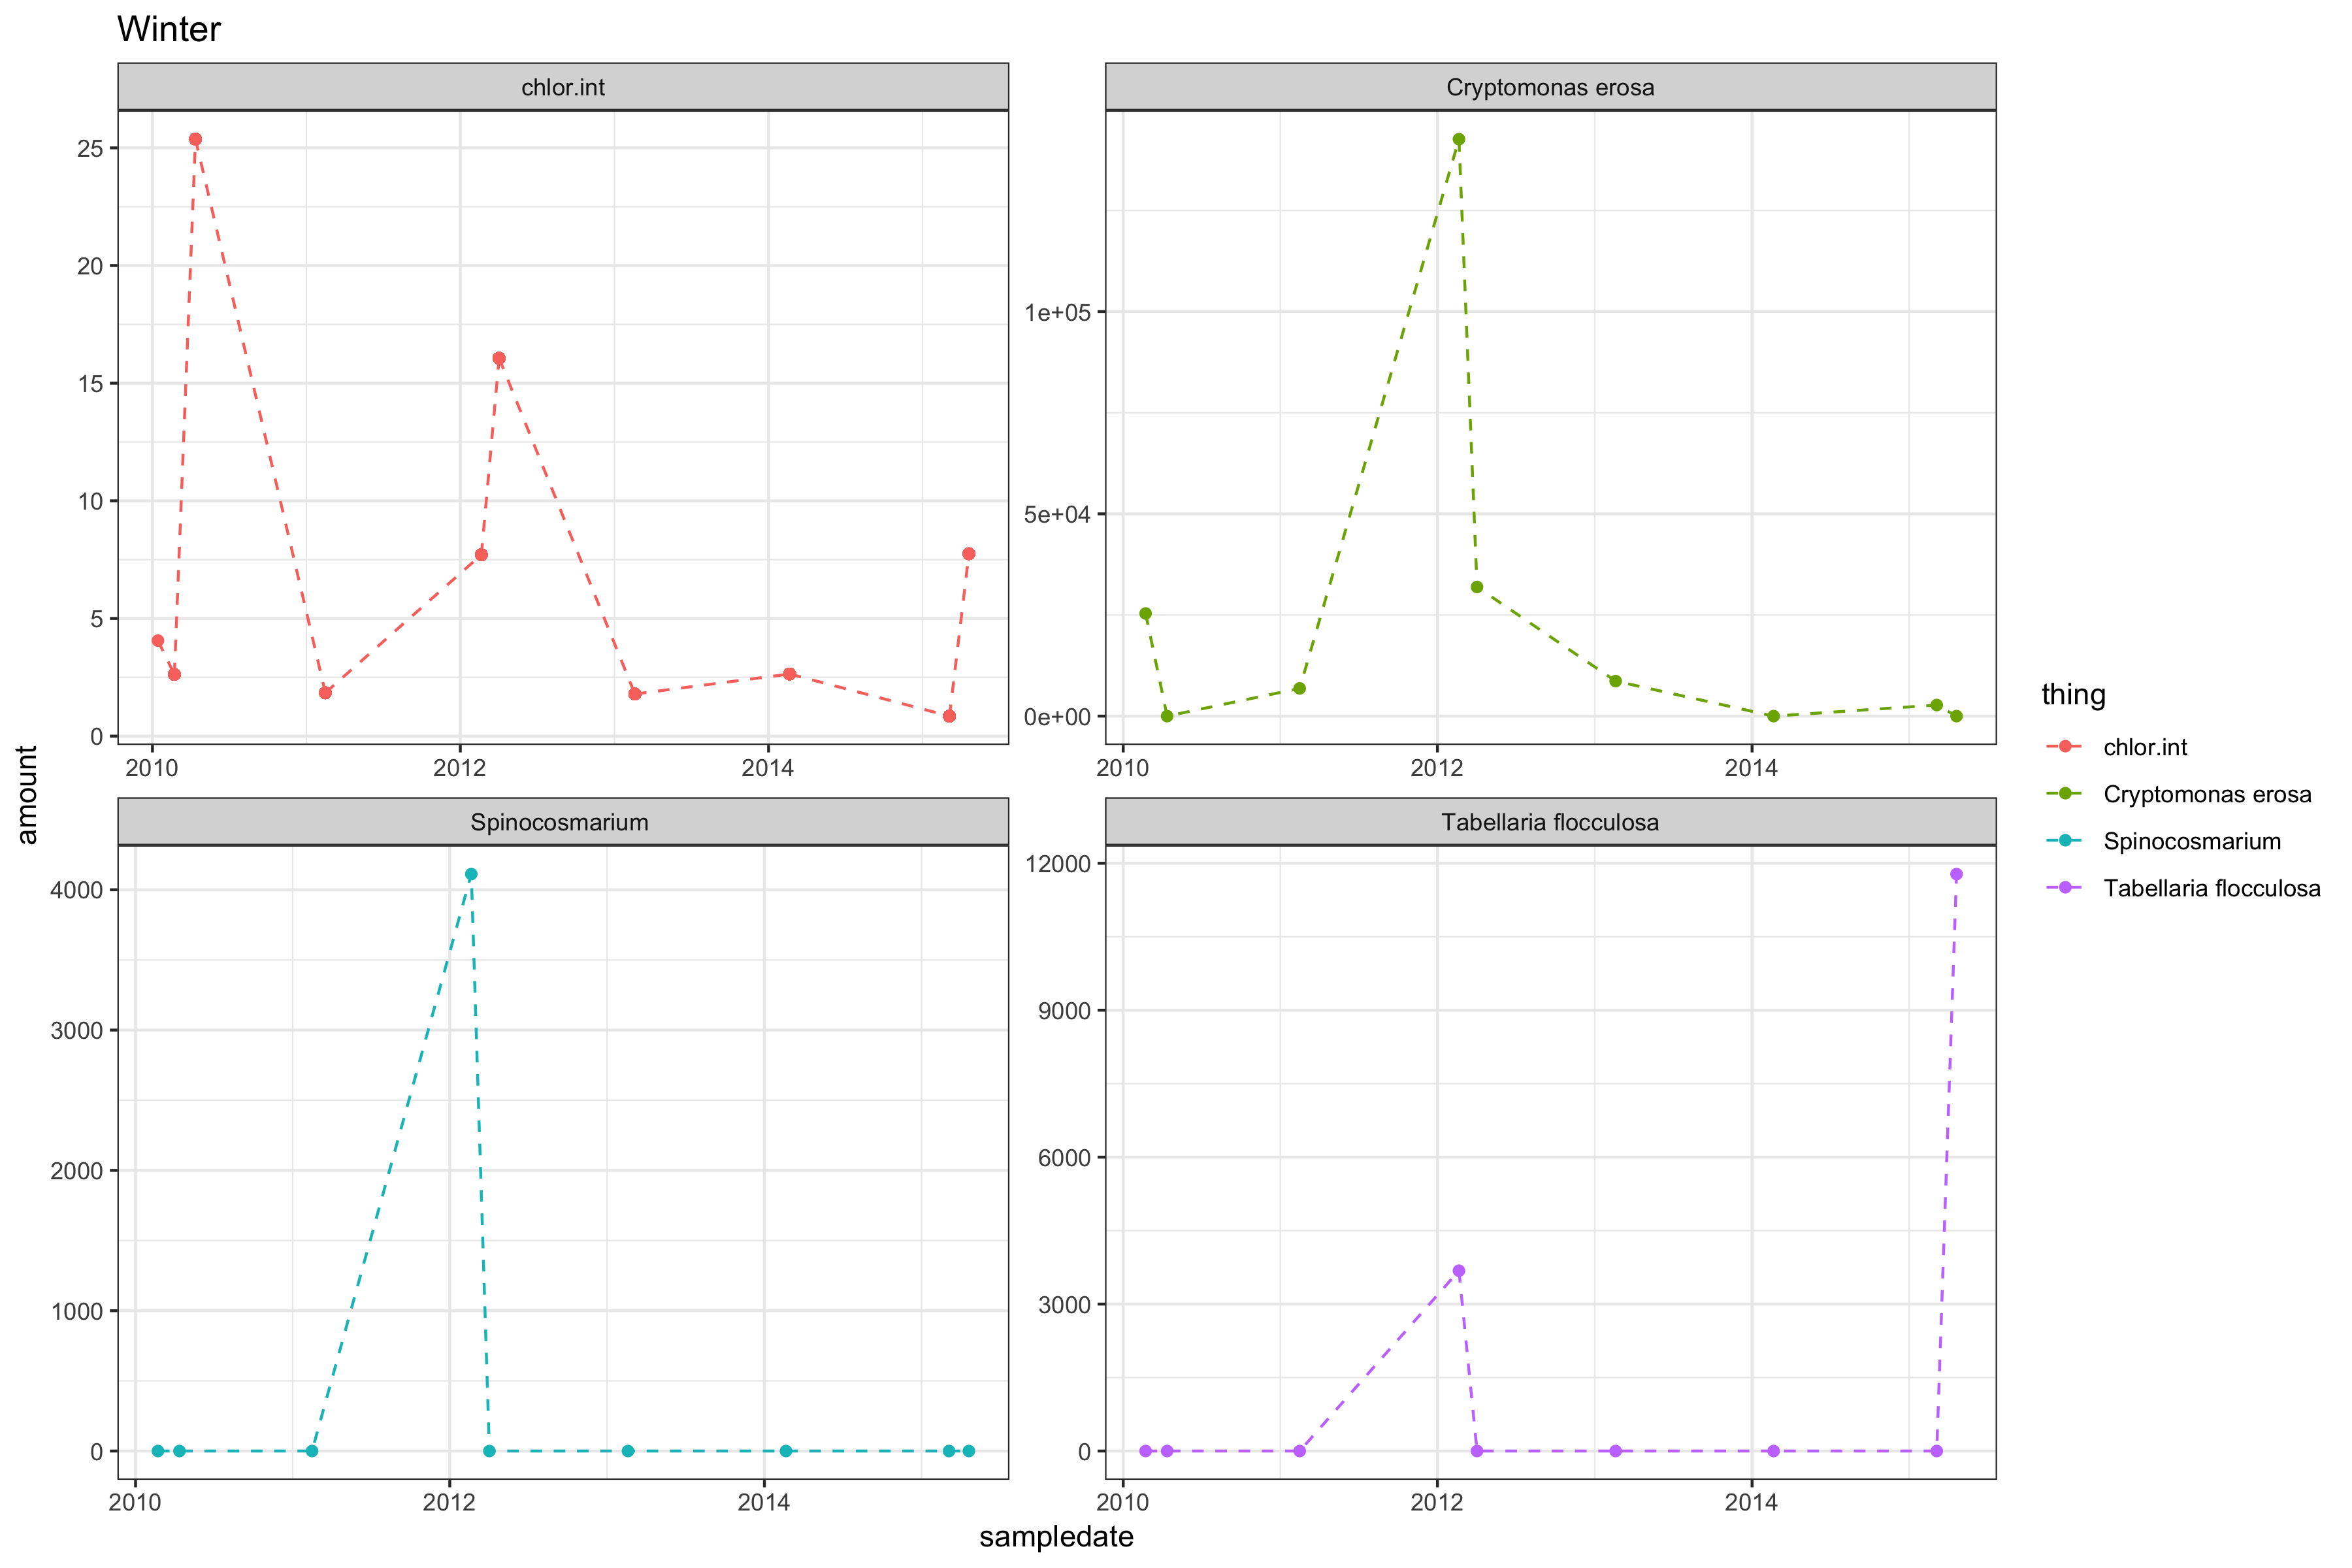 Winter
chlor.int
Cryptomonas erosa
25
20
15
10
5
0
2010 2012 2014
1e+05
5e+04
0e+00
2010 2012 2014
amount
Spinocosmarium
Tabellaria flocculosa
4000
3000
2000
1000
0
2010 2012 2014
12000
9000
6000
3000
0
2010 2012 2014
sampledate
thing
chlor.int
Cryptomonas erosa
Spinocosmarium
Tabellaria flocculosa